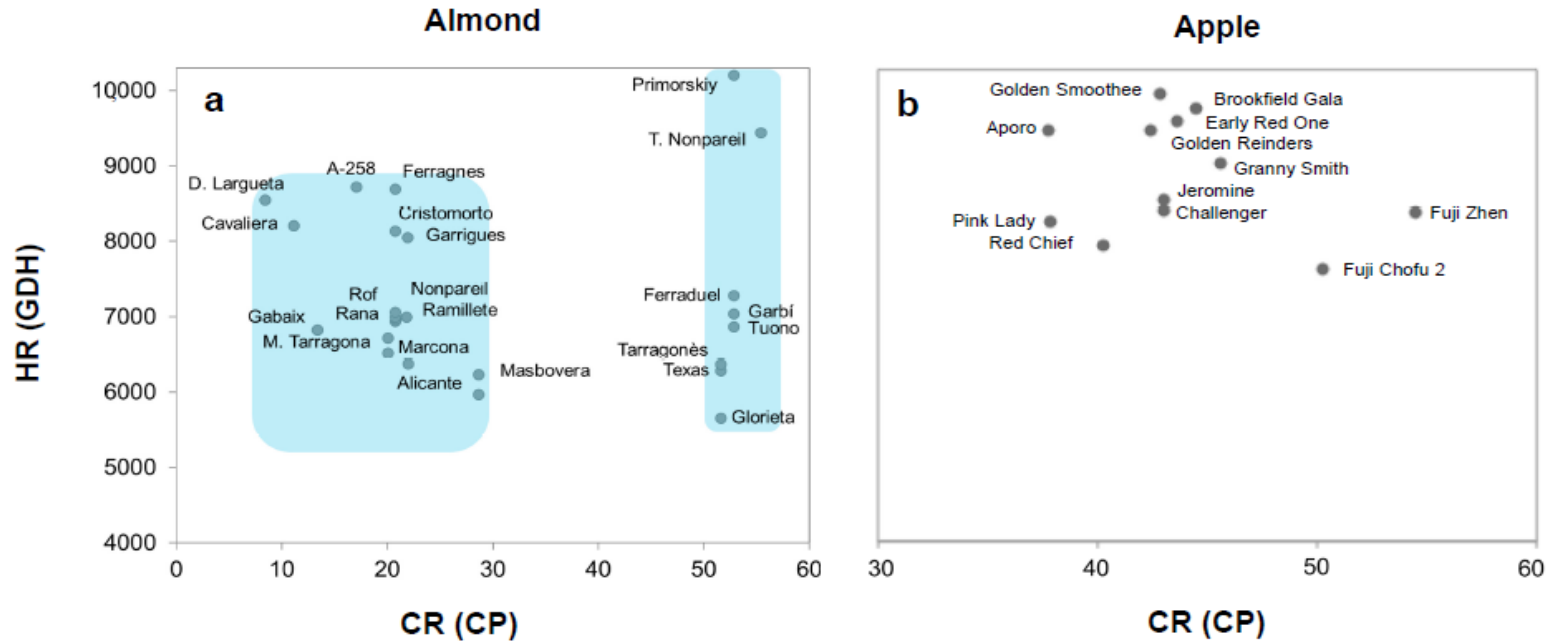 Almond
Apple
a
b
HR (GDH)
10000
9000
8000
7000
6000
5000
4000
Primorskiy
T. Nonpareil
A-258
Ferragnes
D. Largueta
Cristomorto
Cavaliera
Garrigues
Nonpareil
Rof
Ramillete
Rana
Gabaix
M. Tarragona
Marcona
Masbovera
Alicante
Ferraduel
Garbí
Tuono
Tarragonès
Texas
Glorieta
0 10 20 30 40 50 60
CR (CP)
Golden Smoothee
Brookfield Gala
Aporo
Early Red One
Golden Reinders
Granny Smith
Jeromine
Challenger
Pink Lady
Fuji Zhen
Red Chief
Fuji Chofu 2
30 40 50 60
CR (CP)